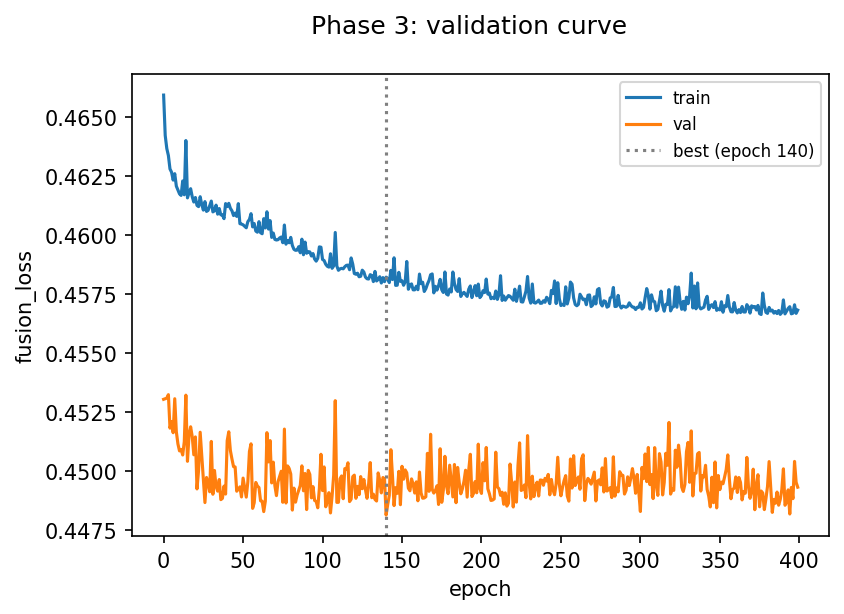 Phase 3: validation curve
train
val
best (epoch 140)
fusion_loss
0.4650
0.4625
0.4600
0.4575
0.4550
0.4525
0.4500
0.4475
0 50 100 150 200 250 300 350 400
epoch